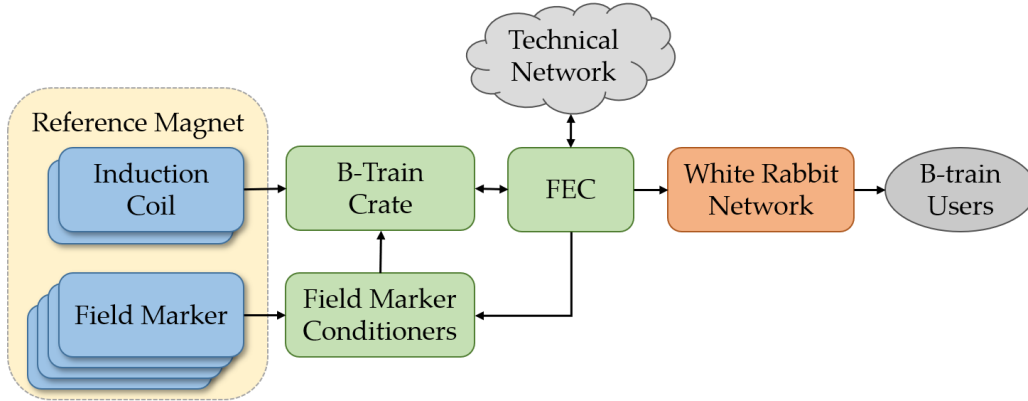 Technical
Network
Reference Magnet
Induction
Coil
B-Train
Crate
FEC
White Rabbit
Network
B-train
Users
Field Marker
Field Marker
Conditioners